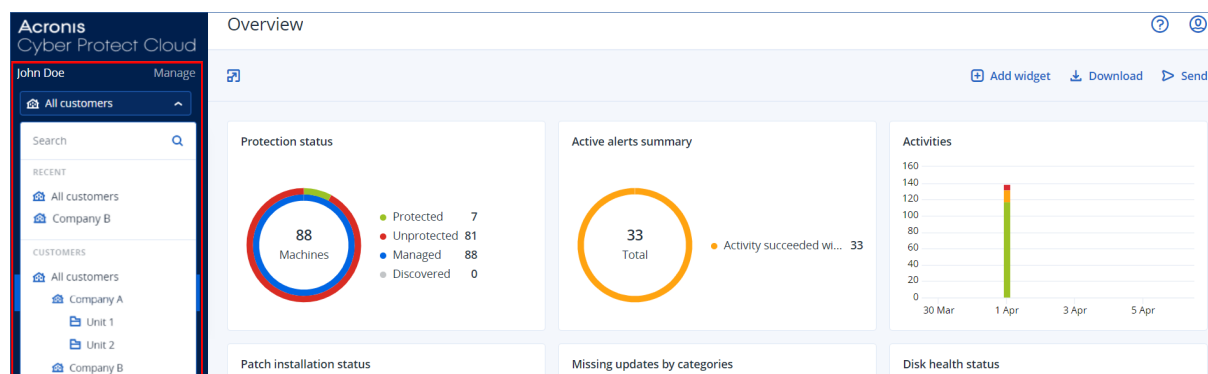 Acronis
Cyber Protect Cloud
Overview
John Doe Manage
All customers
Search
RECENT
All customers
Company B
CUSTOMERS
All customers
Company A
Unit 1
Unit 2
Company B
Add widget Download Send
Protection status
88
Machines
Protected 7
Unprotected 81
Managed 88
Discovered 0
Active alerts summary
33
Total
Activity succeeded wi... 33
Activities
160
140
120
100
80
60
40
20
0
30 Mar 1 Apr 3 Apr 5 Apr
Patch installation status
Missing updates by categories
Disk health status